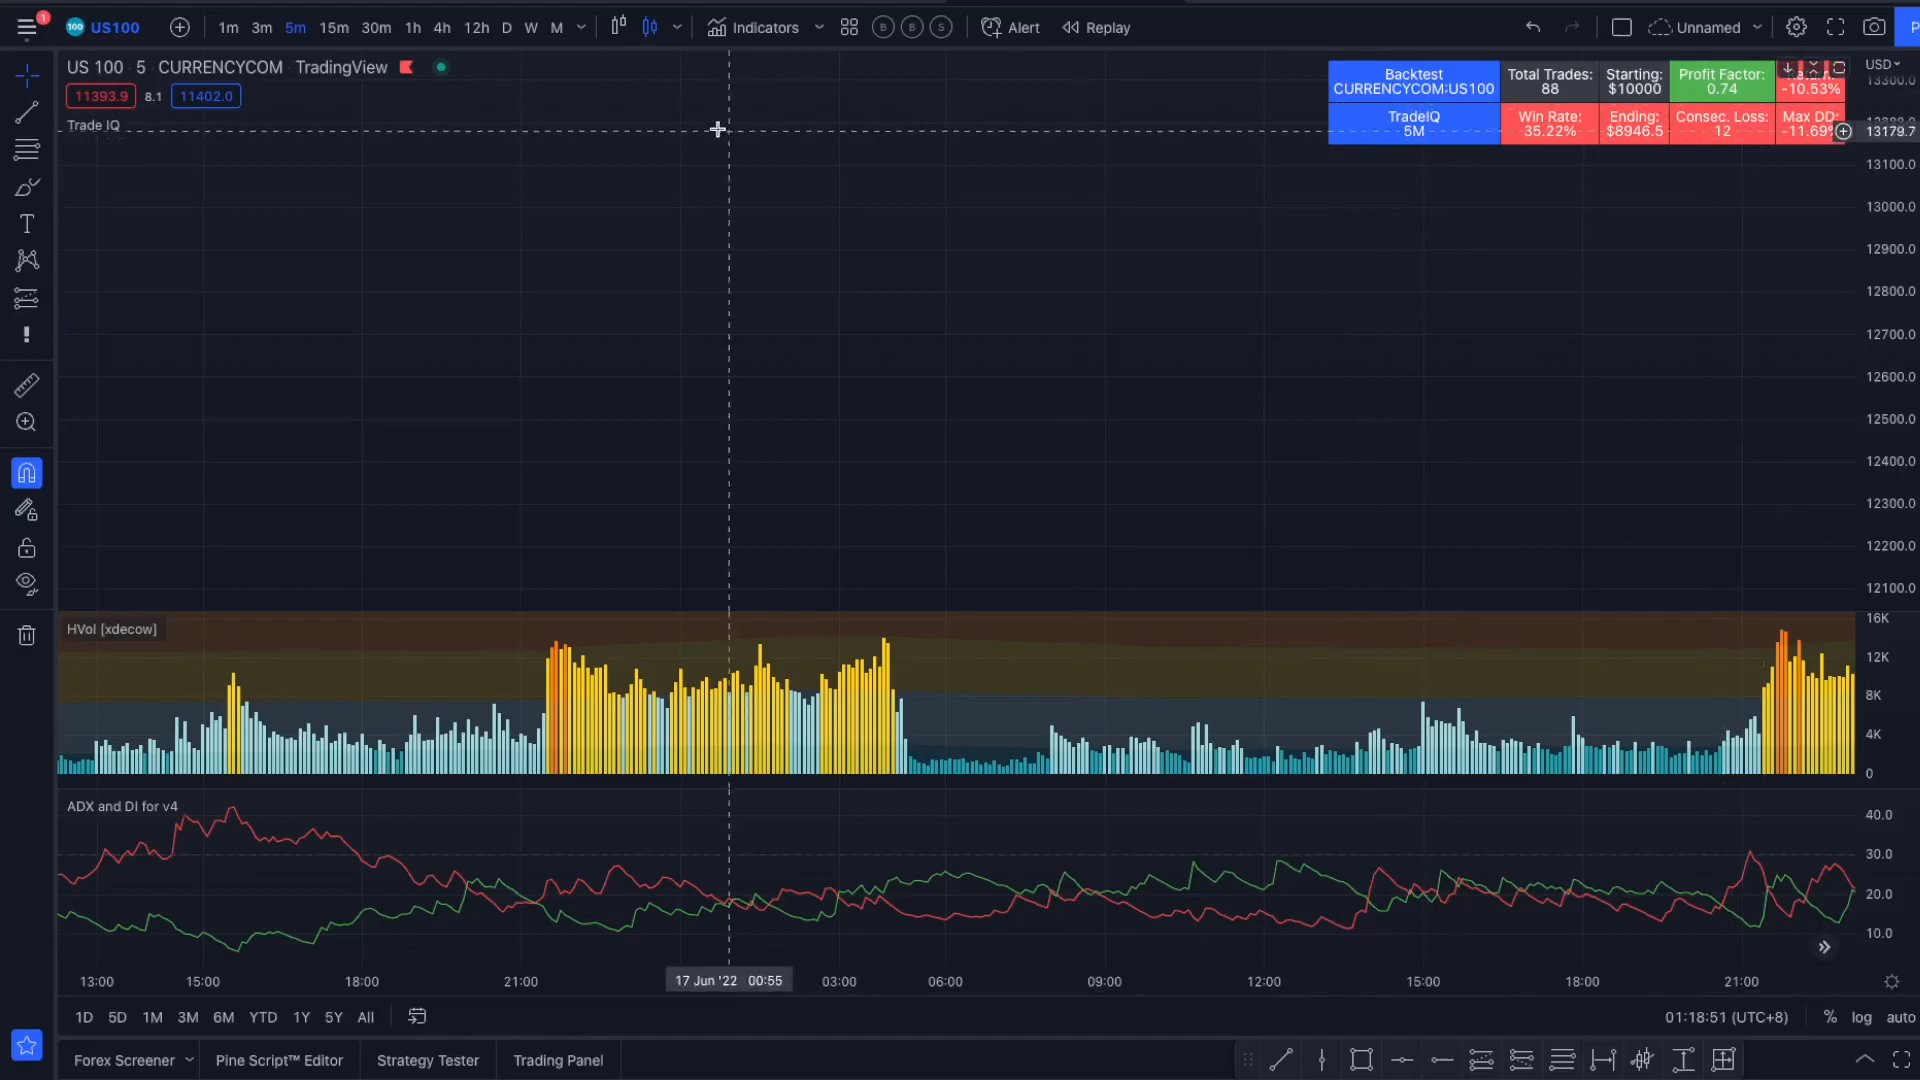 1
100 US100 1m 3m 5m 15m 30m 1h 4h 12h D W M Indicators B B S Alert Replay Unnamed P
US 100 · 5 · CURRENCYCOM · TradingView
11393.9 8.1 11402.0
Trade IQ
Backtest
CURRENCYCOM:US100
Total Trades:
88
Starting:
$10000
Profit Factor:
0.74
-10.53%
TradeIQ
5M
Win Rate:
35.22%
Ending:
$8946.5
Consec. Loss:
12
Max DD:
-11.69%
USD
13300.0
13179.7
13100.0
13000.0
12900.0
12800.0
12700.0
12600.0
12500.0
12400.0
12300.0
12200.0
12100.0
HVol [xdecow]
16K
12K
8K
4K
0
ADX and DI for v4
40.0
30.0
20.0
10.0
13:00 15:00 18:00 21:00 17 Jun '22 00:55 03:00 06:00 09:00 12:00 15:00 18:00 21:00
1D 5D 1M 3M 6M YTD 1Y 5Y All 01:18:51 (UTC+8) % log auto
Forex Screener Pine Script™ Editor Strategy Tester Trading Panel